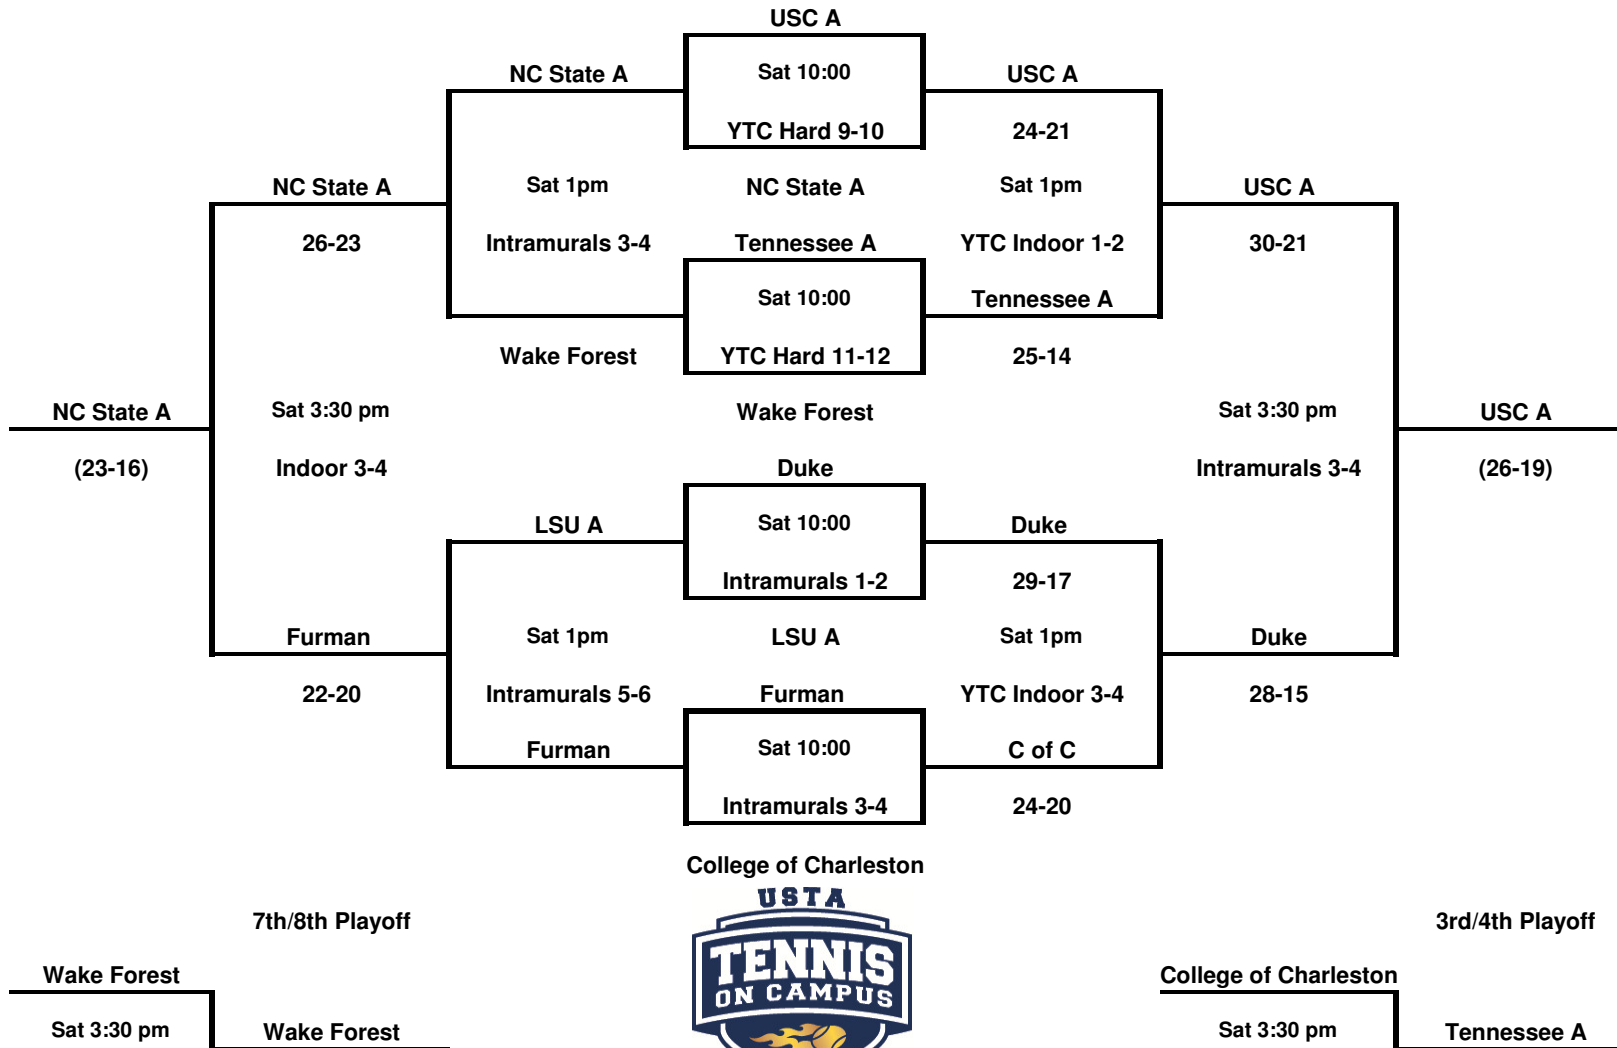 USC A
NC State A Sat 10:00 USC A
YTC Hard 9-10 24-21
NC State A Sat 1pm NC State A Sat 1pm USC A
26-23 Intramurals 3-4 Tennessee A YTC Indoor 1-2 30-21
Sat 10:00 Tennessee A
Wake Forest YTC Hard 11-12 25-14
NC State A Sat 3:30 pm Wake Forest Sat 3:30 pm USC A
(23-16) Indoor 3-4 Duke Intramurals 3-4 (26-19)
LSU A Sat 10:00 Duke
Intramurals 1-2 29-17
Furman Sat 1pm LSU A Sat 1pm Duke
22-20 Intramurals 5-6 Furman YTC Indoor 3-4 28-15
Furman Sat 10:00 C of C
Intramurals 3-4 24-20
College of Charleston
USTA
7th/8th Playoff 3rd/4th Playoff
TENNIS
Wake Forest College of Charleston
ON CAMPUS
Sat 3:30 pm Wake Forest Sat 3:30 pm Tennessee A